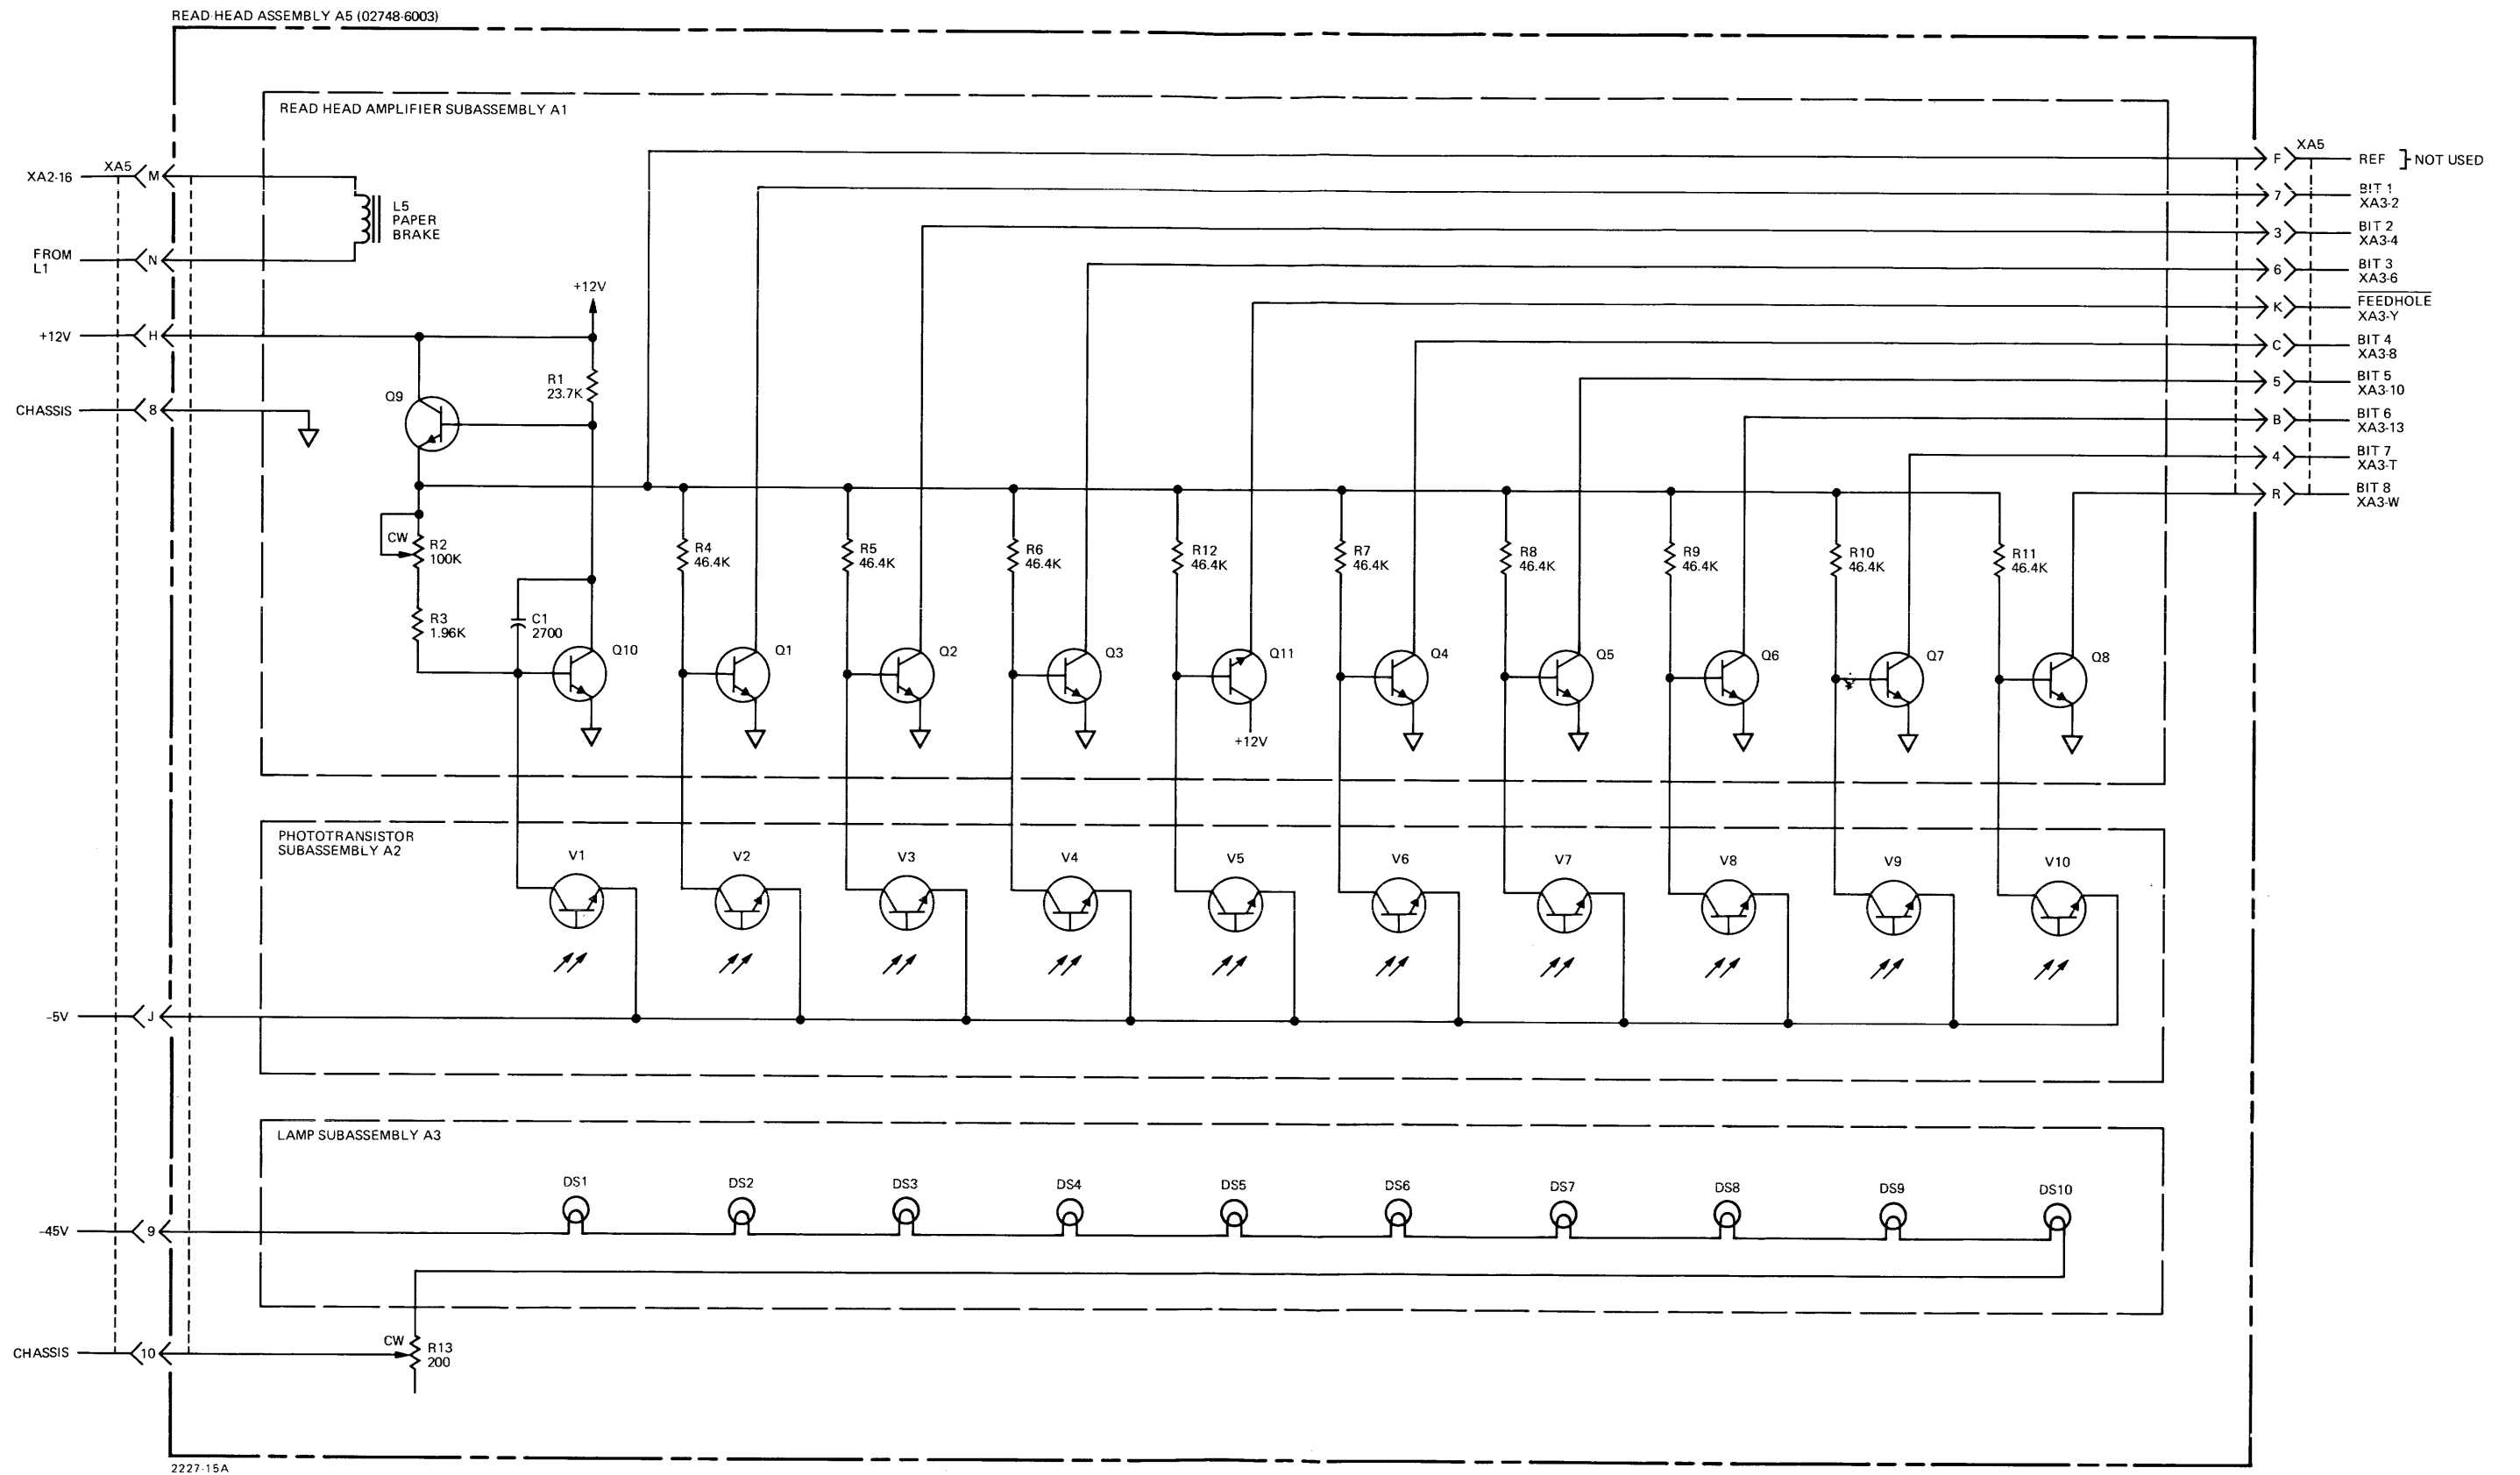 READ-HEAD ASSEMBLY A5 (02748-6003)
READ HEAD AMPLIFIER SUBASSEMBLY A1
XA2-16
XA5
M
L5
PAPER
BRAKE
FROM
L1
N
+12V
+12V
H
CHASSIS
8
Q9
R1
23.7K
CW
R2
100K
R3
1.96K
C1
2700
Q10
R4
46.4K
Q1
R5
46.4K
Q2
R6
46.4K
Q3
R12
46.4K
Q11
+12V
R7
46.4K
Q4
R8
46.4K
Q5
R9
46.4K
Q6
R10
46.4K
Q7
R11
46.4K
Q8
XA5
F
REF
NOT USED
7
BIT 1
XA3-2
3
BIT 2
XA3-4
6
BIT 3
XA3-6
K
FEEDHOLE
XA3-Y
C
BIT 4
XA3-8
5
BIT 5
XA3-10
B
BIT 6
XA3-13
4
BIT 7
XA3-T
R
BIT 8
XA3-W
PHOTOTRANSISTOR
SUBASSEMBLY A2
V1
V2
V3
V4
V5
V6
V7
V8
V9
V10
-5V
J
LAMP SUBASSEMBLY A3
DS1
DS2
DS3
DS4
DS5
DS6
DS7
DS8
DS9
DS10
-45V
9
CHASSIS
10
CW
R13
200
2227-15A